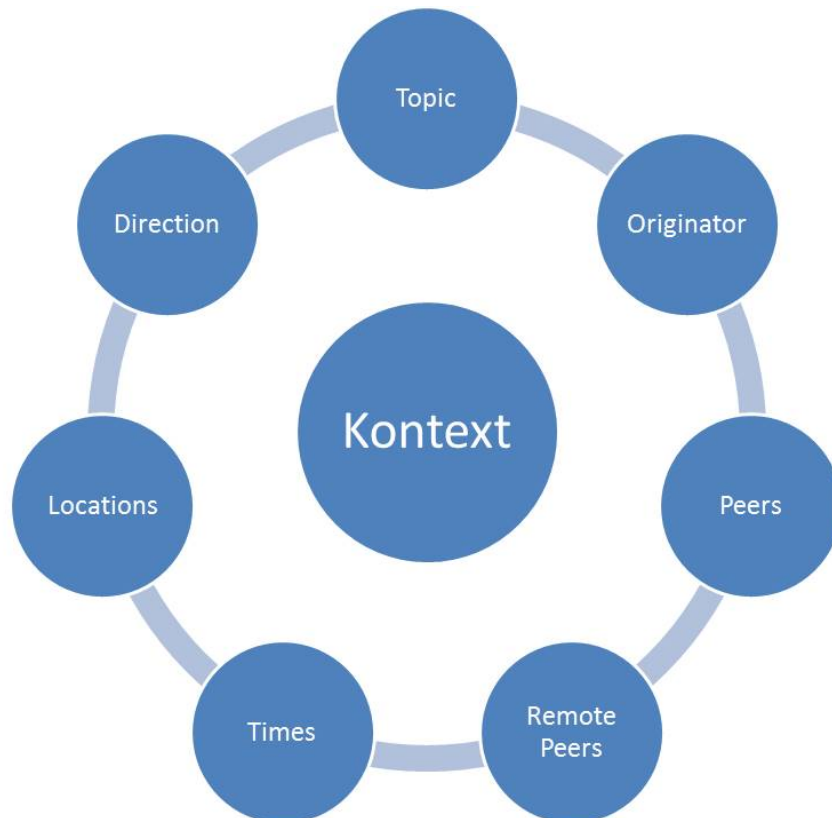 Topic
Direction
Originator
Kontext
Locations
Peers
Times
Remote
Peers